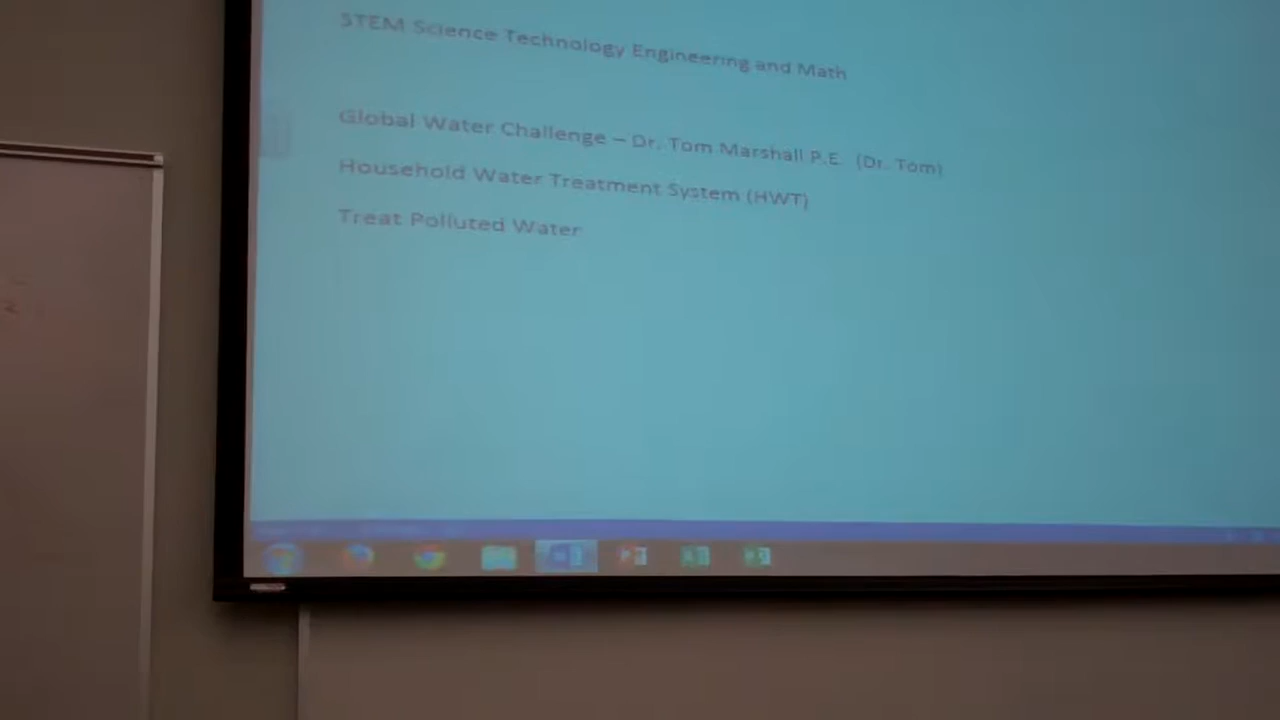 STEM Science Technology Engineering and Math
Global Water Challenge – Dr. Tom Marshall P.E. (Dr. Tom)
Household Water Treatment System (HWT)
Treat Polluted Water